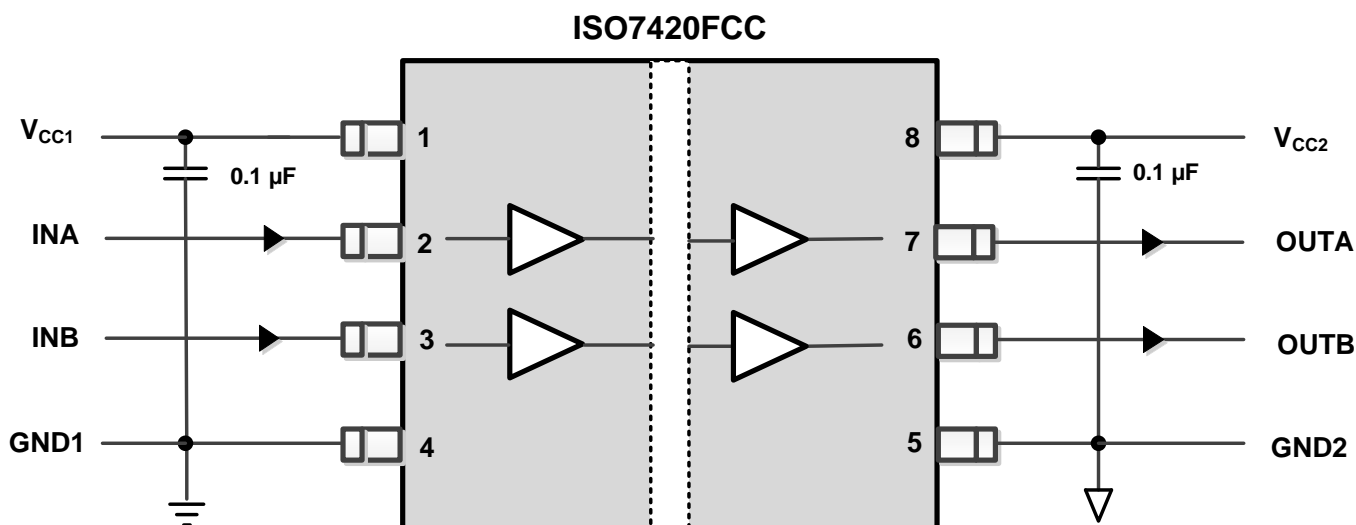 ISO7420FCC
VCC1 1 8 VCC2
0.1 µF 0.1 µF
INA 2 7 OUTA
INB 3 6 OUTB
GND1 4 5 GND2